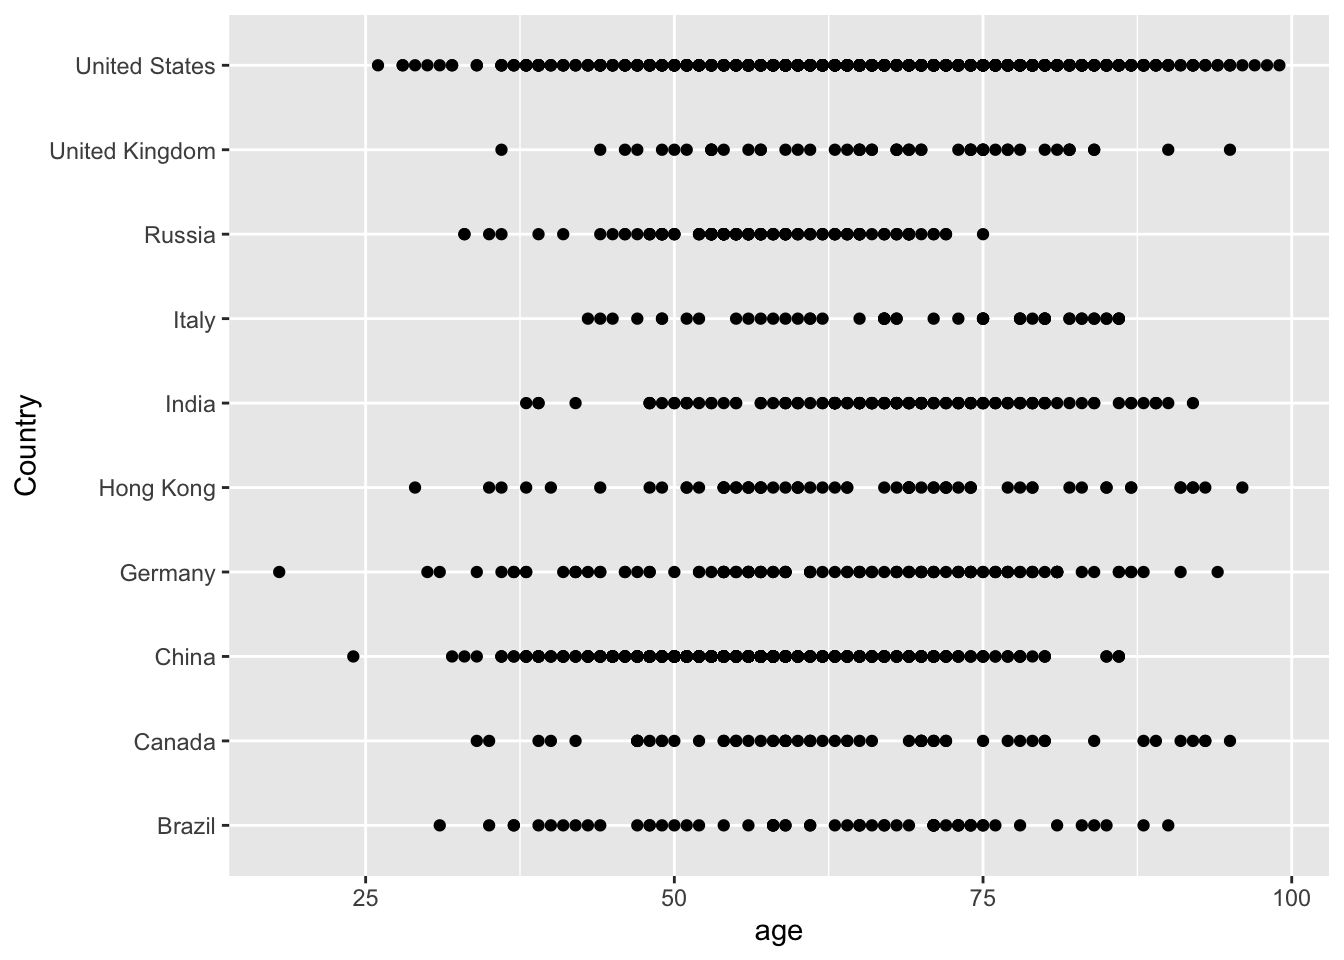 United States
United Kingdom
Russia
Italy
India
Hong Kong
Germany
China
Canada
Brazil
Country
25 50 75 100
age